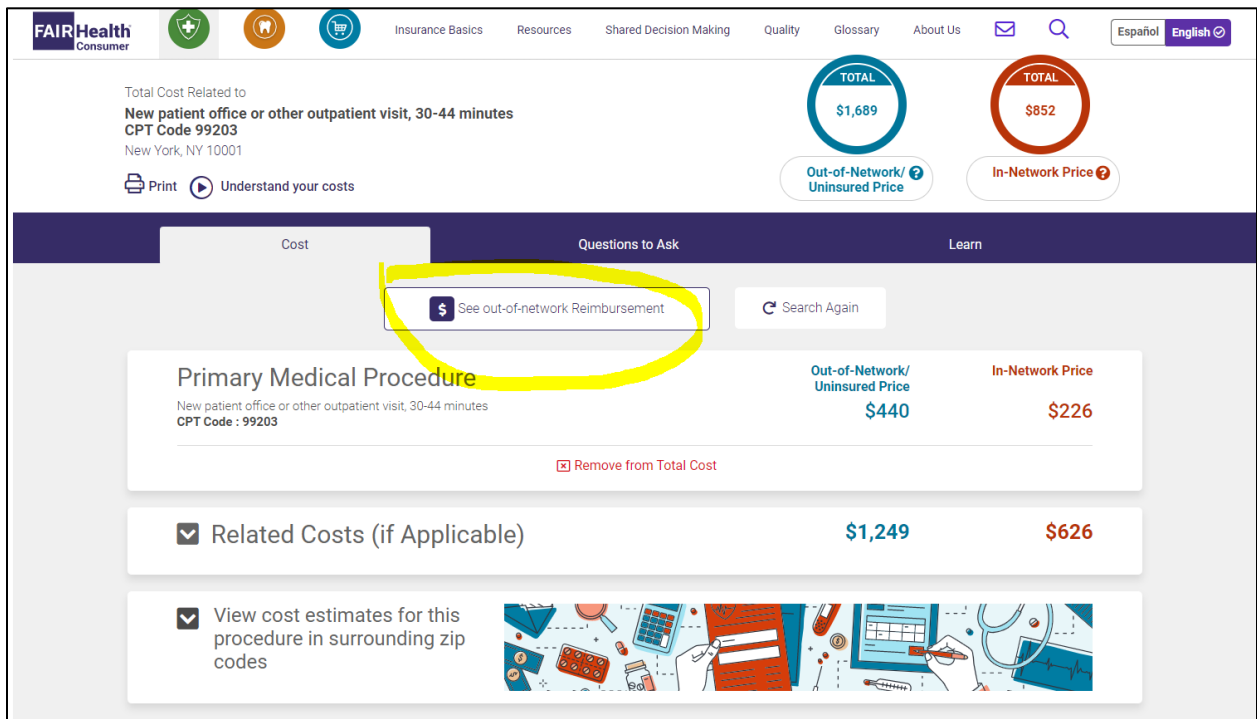 FAIR Health
Consumer
Insurance Basics
Resources
Shared Decision Making
Quality
Glossary
About Us
Español
English
Total Cost Related to
New patient office or other outpatient visit, 30-44 minutes
CPT Code 99203
New York, NY 10001
Print
Understand your costs
TOTAL
$1,689
Out-of-Network/ ?
Uninsured Price
TOTAL
$852
In-Network Price ?
Cost
Questions to Ask
Learn
$ See out-of-network Reimbursement
Search Again
Primary Medical Procedure
New patient office or other outpatient visit, 30-44 minutes
CPT Code : 99203
Out-of-Network/
Uninsured Price
$440
In-Network Price
$226
Remove from Total Cost
Related Costs (if Applicable)
$1,249
$626
View cost estimates for this
procedure in surrounding zip
codes